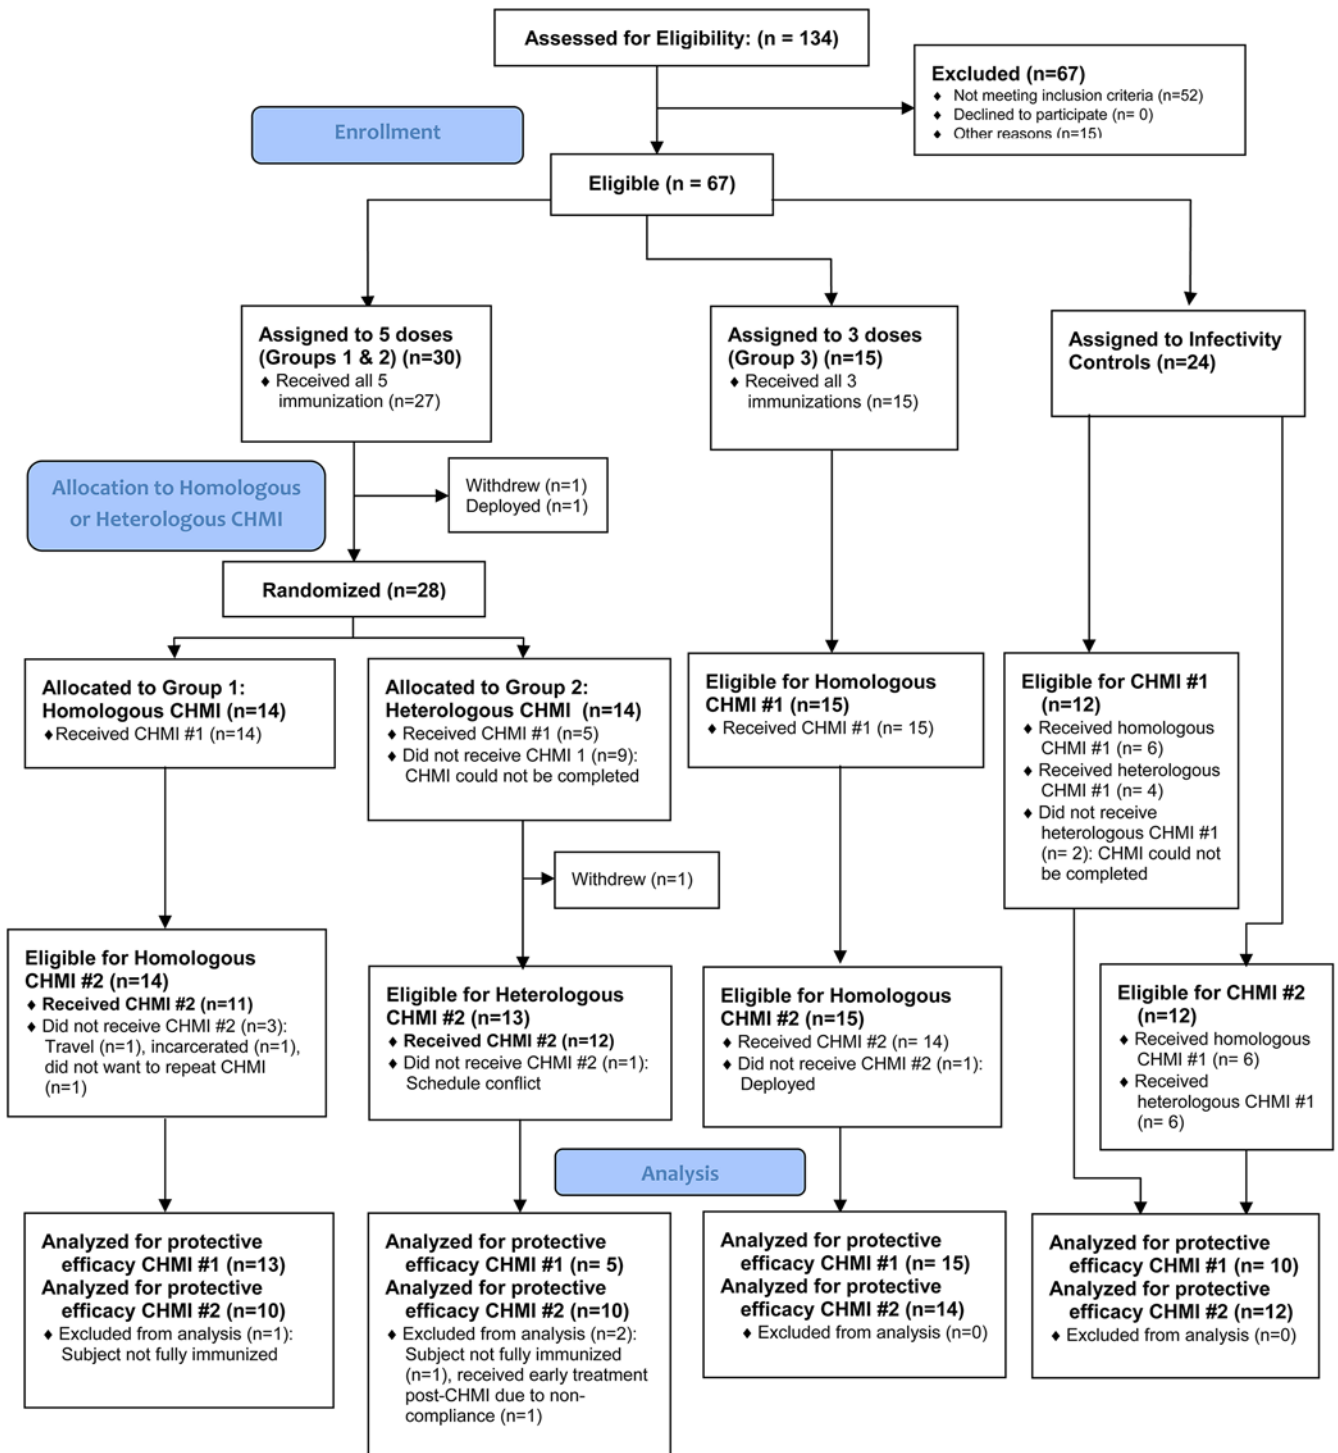 Assessed for Eligibility: (n = 134)
Excluded (n=67)
♦ Not meeting inclusion criteria (n=52)
♦ Declined to participate (n= 0)
♦ Other reasons (n=15)
Enrollment
Eligible (n = 67)
Assigned to 5 doses
(Groups 1 & 2) (n=30)
♦ Received all 5
immunization (n=27)
Assigned to 3 doses
(Group 3) (n=15)
♦ Received all 3
immunizations (n=15)
Assigned to Infectivity
Controls (n=24)
Allocation to Homologous
or Heterologous CHMI
Withdrew (n=1)
Deployed (n=1)
Randomized (n=28)
Allocated to Group 1:
Homologous CHMI (n=14)
♦Received CHMI #1 (n=14)
Allocated to Group 2:
Heterologous CHMI (n=14)
♦ Received CHMI #1 (n=5)
♦ Did not receive CHMI 1 (n=9):
CHMI could not be completed
Eligible for Homologous
CHMI #1 (n=15)
♦ Received CHMI #1 (n= 15)
Eligible for CHMI #1
(n=12)
♦ Received homologous
CHMI #1 (n= 6)
♦ Received heterologous
CHMI #1 (n= 4)
♦ Did not receive
heterologous CHMI #1
(n= 2): CHMI could not
be completed
Withdrew (n=1)
Eligible for Homologous
CHMI #2 (n=14)
♦ Received CHMI #2 (n=11)
♦ Did not receive CHMI #2 (n=3):
Travel (n=1), incarcerated (n=1),
did not want to repeat CHMI
(n=1)
Eligible for Heterologous
CHMI #2 (n=13)
♦ Received CHMI #2 (n=12)
♦ Did not receive CHMI #2 (n=1):
Schedule conflict
Eligible for Homologous
CHMI #2 (n=15)
♦ Received CHMI #2 (n= 14)
♦ Did not receive CHMI #2 (n=1):
Deployed
Eligible for CHMI #2
(n=12)
♦ Received homologous
CHMI #1 (n= 6)
♦ Received
heterologous CHMI #1
(n= 6)
Analysis
Analyzed for protective
efficacy CHMI #1 (n=13)
Analyzed for protective
efficacy CHMI #2 (n=10)
♦ Excluded from analysis (n=1):
Subject not fully immunized
Analyzed for protective
efficacy CHMI #1 (n= 5)
Analyzed for protective
efficacy CHMI #2 (n=10)
♦ Excluded from analysis (n=2):
Subject not fully immunized
(n=1), received early treatment
post-CHMI due to non-
compliance (n=1)
Analyzed for protective
efficacy CHMI #1 (n= 15)
Analyzed for protective
efficacy CHMI #2 (n=14)
♦ Excluded from analysis (n=0)
Analyzed for protective
efficacy CHMI #1 (n= 10)
Analyzed for protective
efficacy CHMI #2 (n=12)
♦ Excluded from analysis (n=0)